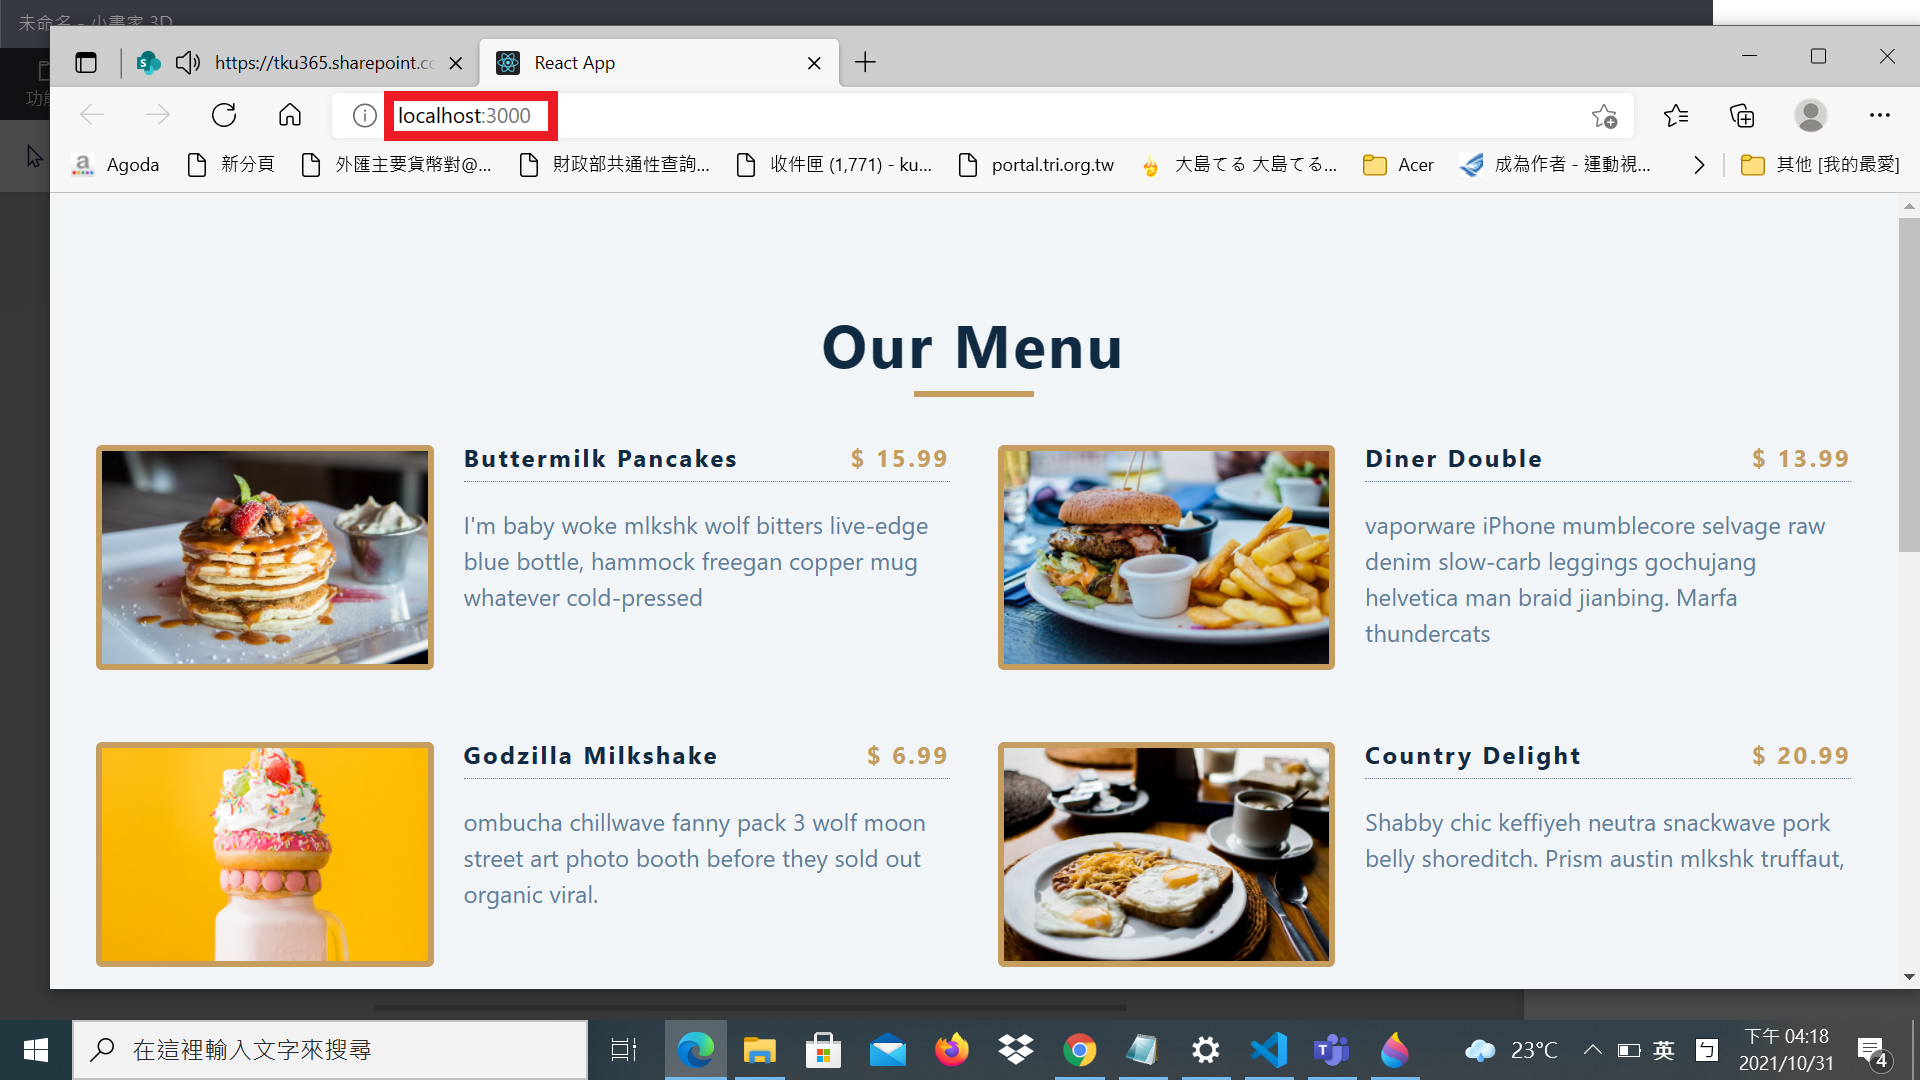 未命名 - 小畫家 3D
https://tku365.sharepoint.cc
React App
功能
localhost:3000
Agoda
新分頁
外匯主要貨幣對@...
財政部共通性查詢...
收件匣 (1,771) - ku...
portal.tri.org.tw
大島てる 大島てる...
Acer
成為作者 - 運動視...
其他 [我的最愛]
Our Menu
Buttermilk Pancakes $ 15.99
I'm baby woke mlkshk wolf bitters live-edge
blue bottle, hammock freegan copper mug
whatever cold-pressed
Diner Double $ 13.99
vaporware iPhone mumblecore selvage raw
denim slow-carb leggings gochujang
helvetica man braid jianbing. Marfa
thundercats
Godzilla Milkshake $ 6.99
ombucha chillwave fanny pack 3 wolf moon
street art photo booth before they sold out
organic viral.
Country Delight $ 20.99
Shabby chic keffiyeh neutra snackwave pork
belly shoreditch. Prism austin mlkshk truffaut,
在這裡輸入文字來搜尋
23°C
英
下午 04:18
2021/10/31
4